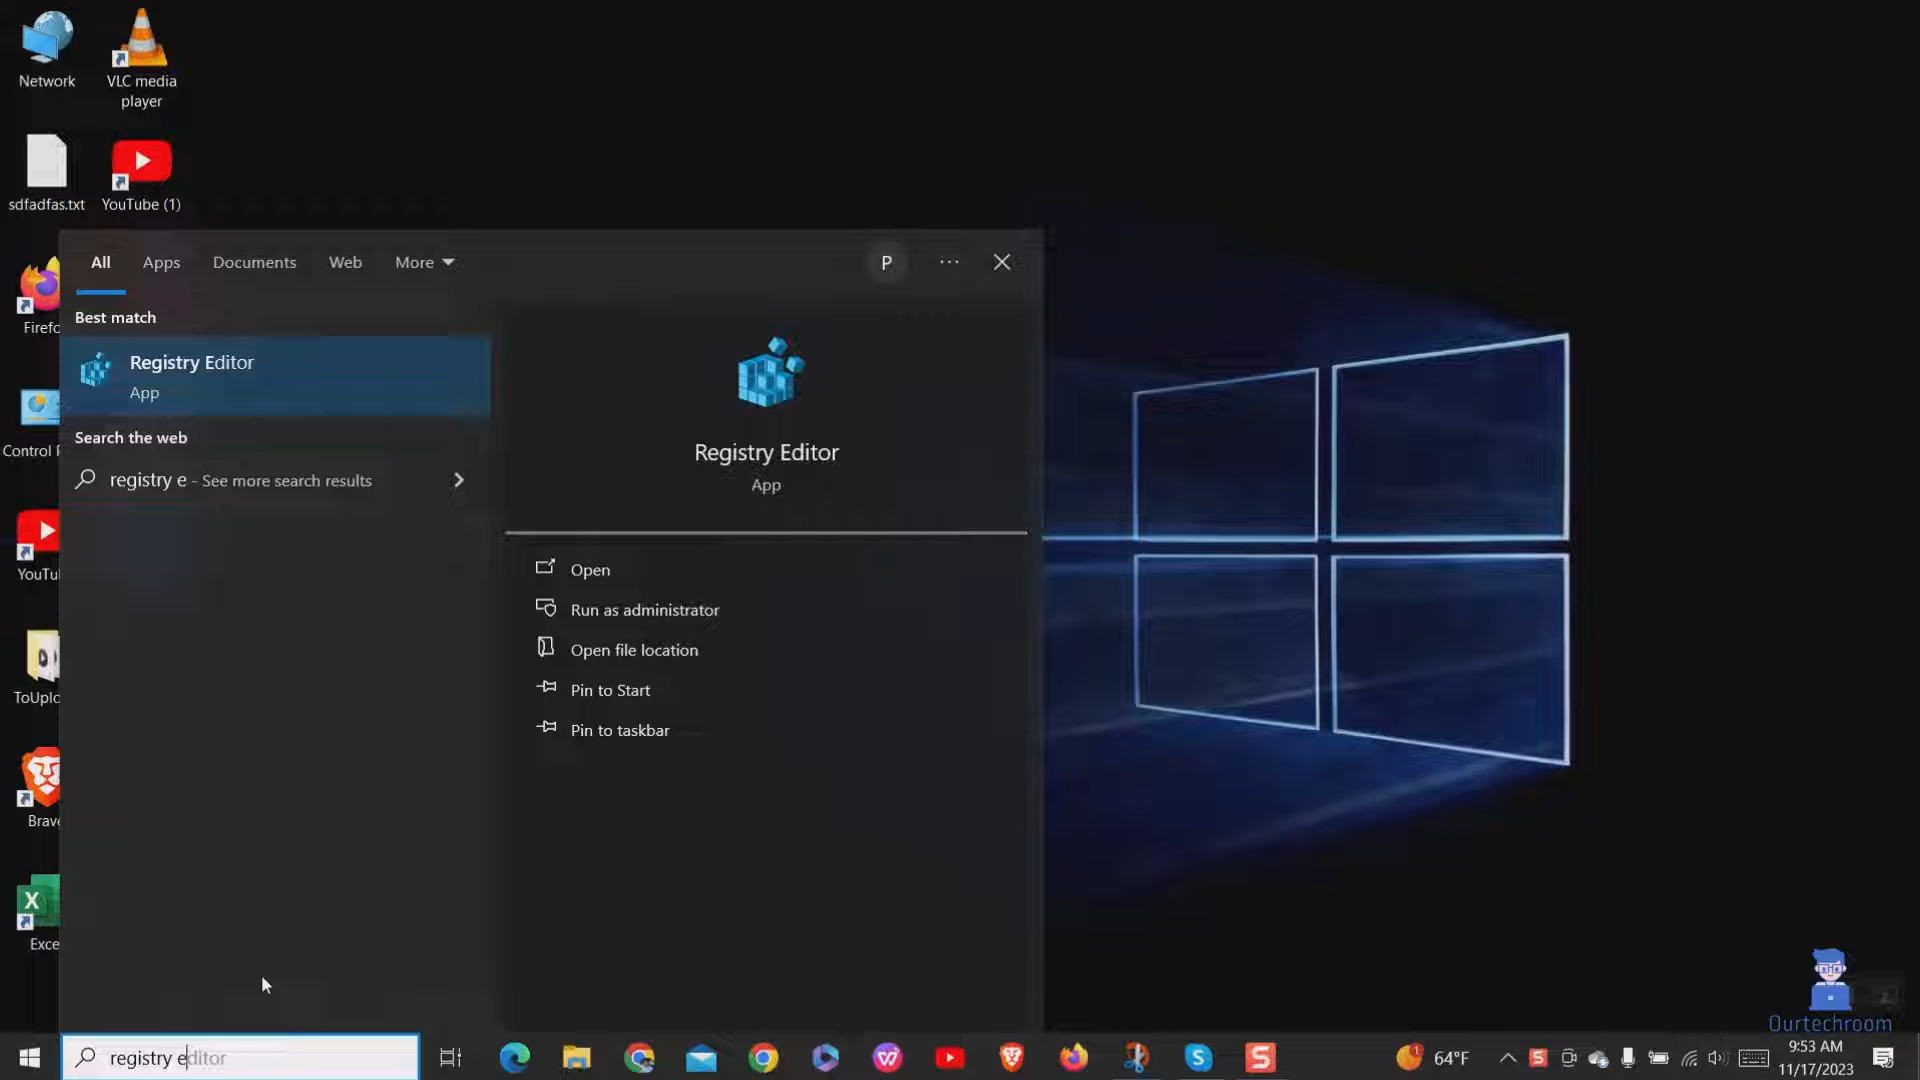 Network
VLC media
player
sdfadfas.txt
YouTube (1)
Firefo
Control P
YouTu
ToUplo
Brave
Exce
All
Apps
Documents
Web
More
P
Best match
Registry Editor
App
Search the web
registry e - See more search results
Registry Editor
App
Open
Run as administrator
Open file location
Pin to Start
Pin to taskbar
Ourtechroom
registry editor
64°F
9:53 AM
11/17/2023